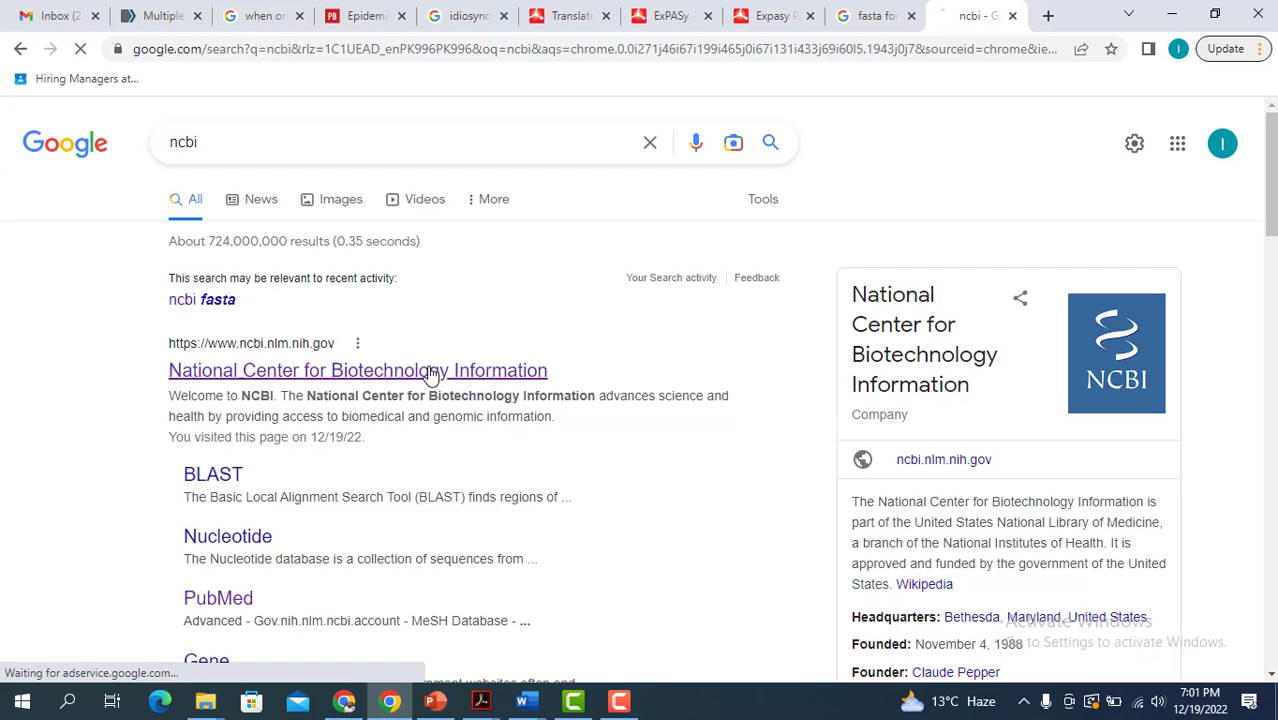 Inbox (2
Multiple
when or
Epidemi
idiosync
Translate
ExPASy -
Expasy P
fasta for
ncbi - G
google.com/search?q=ncbi&rlz=1C1UEAD_enPK996PK996&oq=ncbi&aqs=chrome.0.0i271j46i67i199i465j0i67i131i433j69i60l5.1943j0j7&sourceid=chrome&ie...
Update
Hiring Managers at...
Google
ncbi
All
News
Images
Videos
More
Tools
About 724,000,000 results (0.35 seconds)
This search may be relevant to recent activity:
Your Search activity
Feedback
ncbi fasta
https://www.ncbi.nlm.nih.gov
National Center for Biotechnology Information
Welcome to NCBI. The National Center for Biotechnology Information advances science and
health by providing access to biomedical and genomic information.
You visited this page on 12/19/22.
BLAST
The Basic Local Alignment Search Tool (BLAST) finds regions of ...
Nucleotide
The Nucleotide database is a collection of sequences from ...
PubMed
Advanced - Gov.nih.nlm.ncbi.account - MeSH Database - ...
Gene
National
Center for
Biotechnology
Information
NCBI
Company
ncbi.nlm.nih.gov
The National Center for Biotechnology Information is
part of the United States National Library of Medicine,
a branch of the National Institutes of Health. It is
approved and funded by the government of the United
States. Wikipedia
Headquarters: Bethesda, Maryland, United States
Founded: November 4, 1988
Founder: Claude Pepper
Activate Windows
Go to Settings to activate Windows.
Waiting for adservice.google.com...
13°C Haze
7:01 PM
12/19/2022